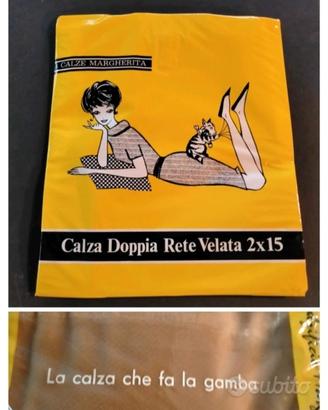 CALZE MARGHERITA
Calza Doppia Rete Velata 2x15
La calza che fa la gamba
subito